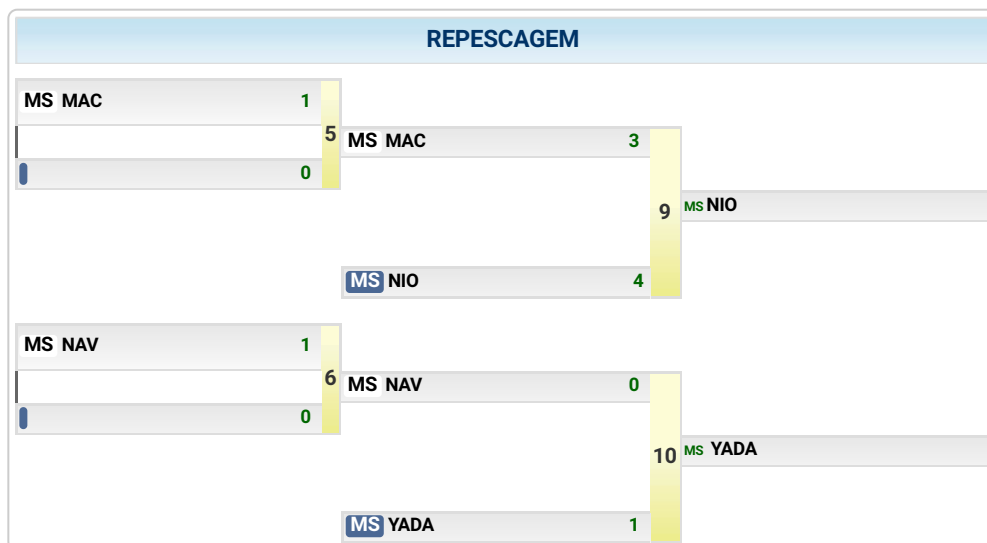 REPESCAGEM
MS MAC 1
5
0
MS MAC 3
9
MS NIO 4
MS NIO
MS NAV 1
6
0
MS NAV 0
10
MS YADA 1
MS YADA